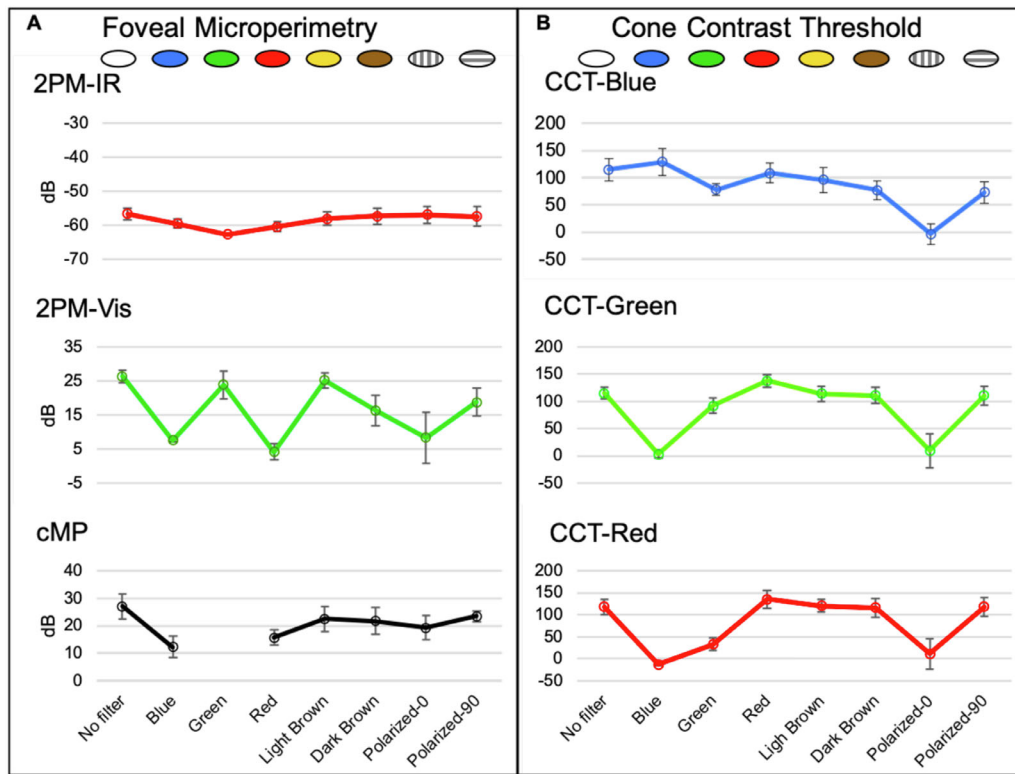 A Foveal Microperimetry
2PM-IR
-30
-40
-50
-60
-70
dB
2PM-Vis
35
25
15
5
-5
dB
cMP
40
30
20
10
0
dB
No filter
Blue
Green
Red
Light Brown
Dark Brown
Polarized-0
Polarized-90
B Cone Contrast Threshold
CCT-Blue
200
150
100
50
0
-50
CCT-Green
200
150
100
50
0
-50
CCT-Red
200
150
100
50
0
-50
No filter
Blue
Green
Red
Ligh Brown
Dark Brown
Polarized-0
Polarized-90